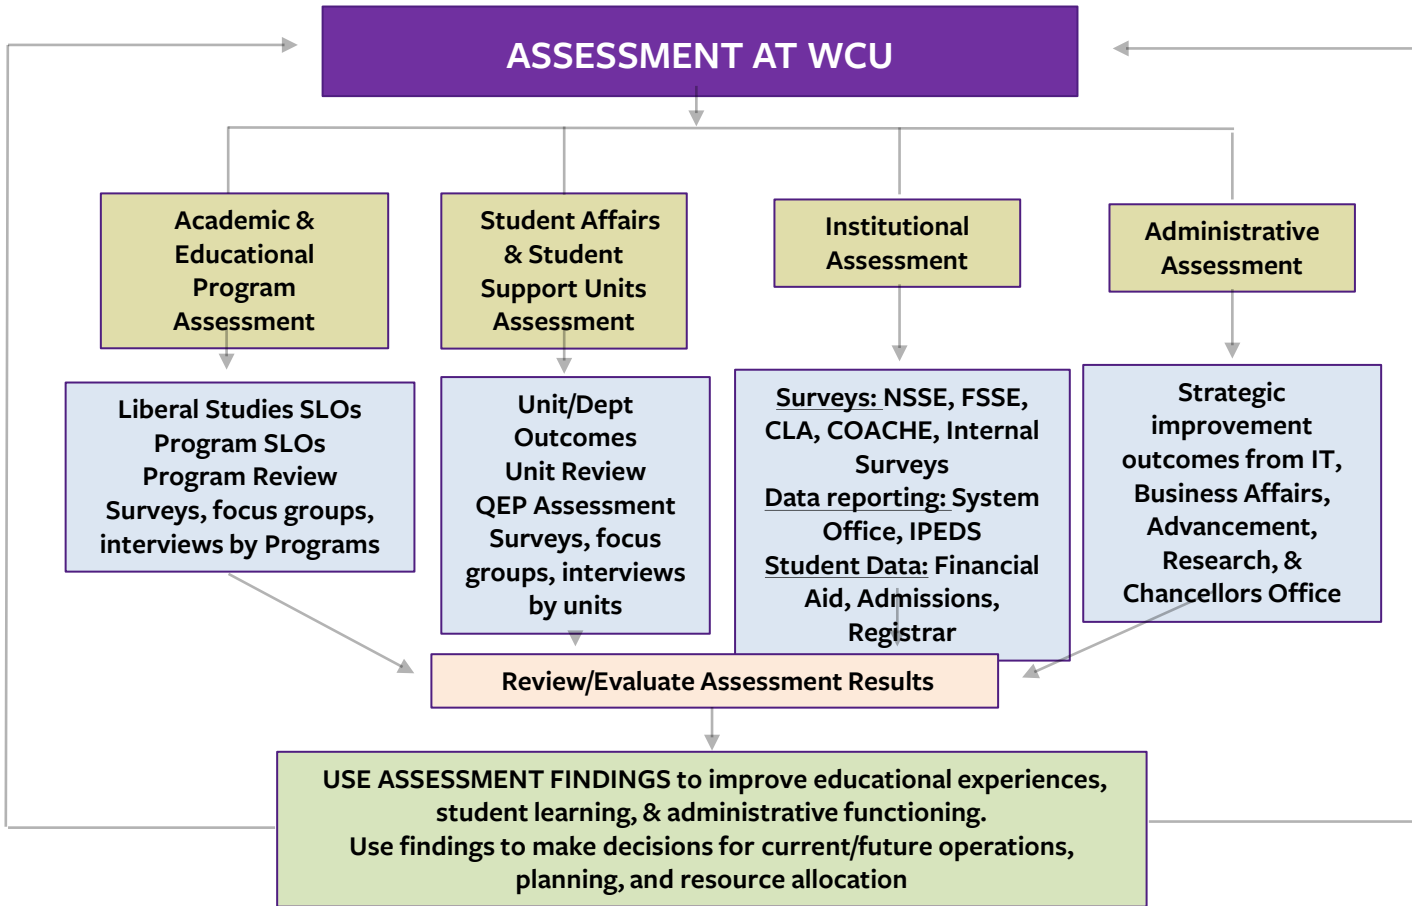 ASSESSMENT AT WCU
Academic &
Educational
Program
Assessment
Student Affairs
& Student
Support Units
Assessment
Institutional
Assessment
Administrative
Assessment
Liberal Studies SLOs
Program SLOs
Program Review
Surveys, focus groups,
interviews by Programs
Unit/Dept
Outcomes
Unit Review
QEP Assessment
Surveys, focus
groups, interviews
by units
Surveys: NSSE, FSSE,
CLA, COACHE, Internal
Surveys
Data reporting: System
Office, IPEDS
Student Data: Financial
Aid, Admissions,
Registrar
Strategic
improvement
outcomes from IT,
Business Affairs,
Advancement,
Research, &
Chancellors Office
Review/Evaluate Assessment Results
USE ASSESSMENT FINDINGS to improve educational experiences,
student learning, & administrative functioning.
Use findings to make decisions for current/future operations,
planning, and resource allocation